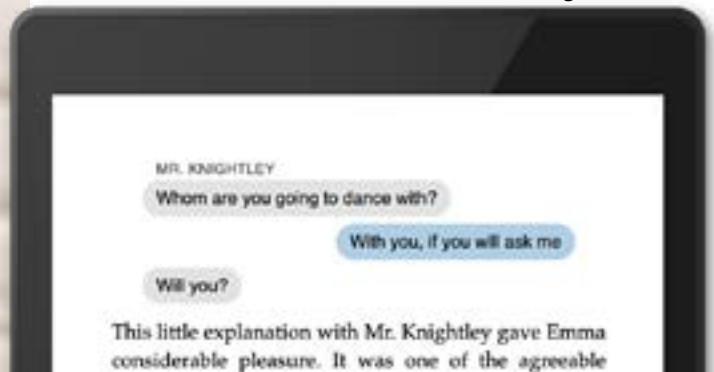 MR. KNIGHTLEY
Whom are you going to dance with?
With you, if you will ask me
Will you?
This little explanation with Mr. Knightley gave Emma
considerable pleasure. It was one of the agreeable